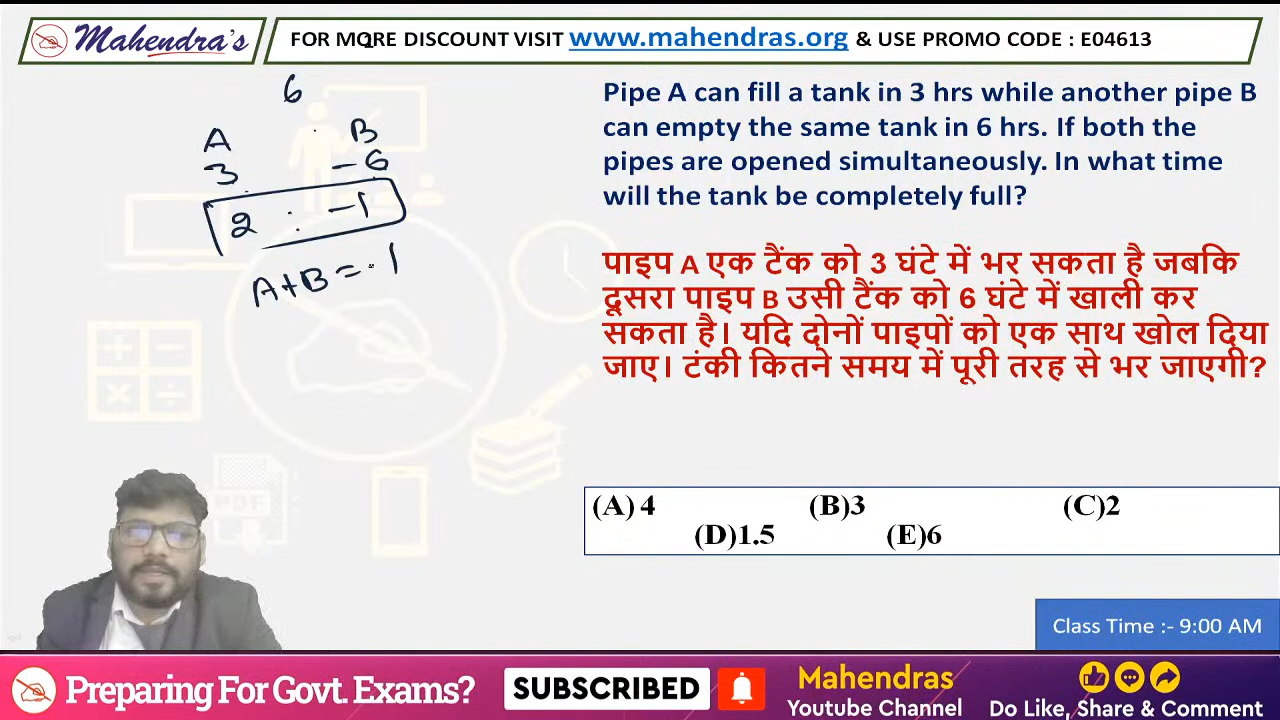 Mahendra's
FOR MORE DISCOUNT VISIT www.mahendras.org & USE PROMO CODE : E04613
6
A B
3 -6
2 : -1
A+B = 1
Pipe A can fill a tank in 3 hrs while another pipe B
can empty the same tank in 6 hrs. If both the
pipes are opened simultaneously. In what time
will the tank be completely full?
पाइप A एक टैंक को 3 घंटे में भर सकता है जबकि
दूसरा पाइप B उसी टैंक को 6 घंटे में खाली कर
सकता है। यदि दोनों पाइपों को एक साथ खोल दिया
जाए। टंकी कितने समय में पूरी तरह से भर जाएगी?
(A) 4 (B)3 (C)2
(D)1.5 (E)6
Class Time :- 9:00 AM
Preparing For Govt. Exams?
SUBSCRIBED
Mahendras
YouTube Channel
Do Like, Share & Comment